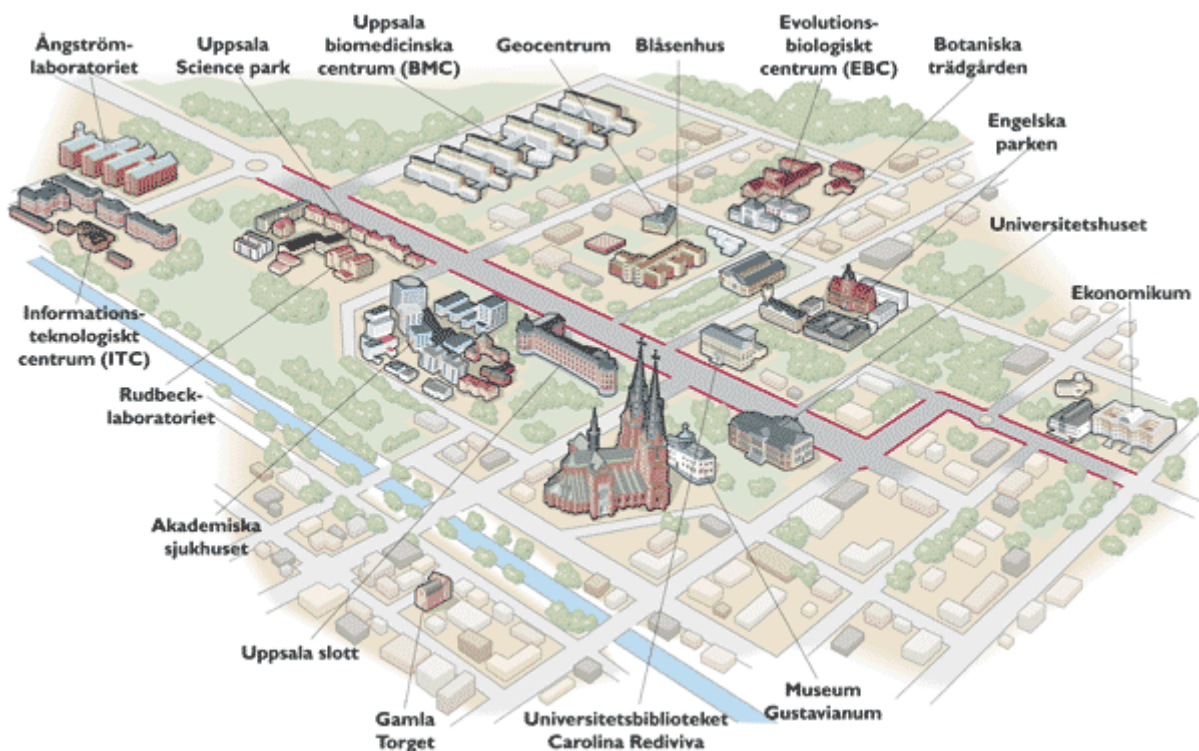 Ångström-
laboratoriet
Uppsala
Science park
Uppsala
biomedicinska
centrum (BMC)
Geocentrum
Blåsenhus
Evolutions-
biologiskt
centrum (EBC)
Botaniska
trädgården
Engelska
parken
Universitetshuset
Ekonomikum
Informations-
teknologiskt
centrum (ITC)
Rudbeck-
laboratoriet
Akademiska
sjukhuset
Uppsala slott
Gamla
Torget
Universitetsbiblioteket
Carolina Rediviva
Museum
Gustavianum